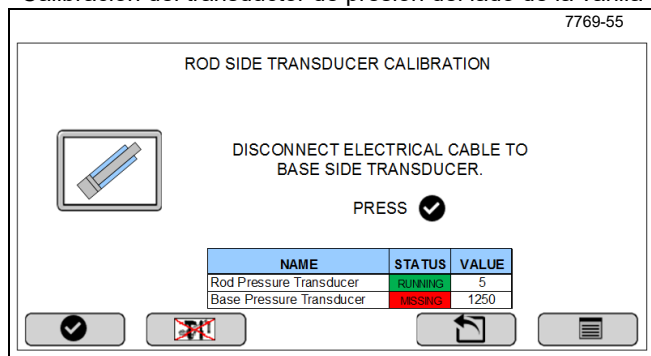 Calibración del transductor de presión del lado de la varilla
7769-55
ROD SIDE TRANSDUCER CALIBRATION
DISCONNECT ELECTRICAL CABLE TO
BASE SIDE TRANSDUCER.
PRESS
NAME STATUS VALUE
Rod Pressure Transducer RUNNING 5
Base Pressure Transducer MISSING 1250